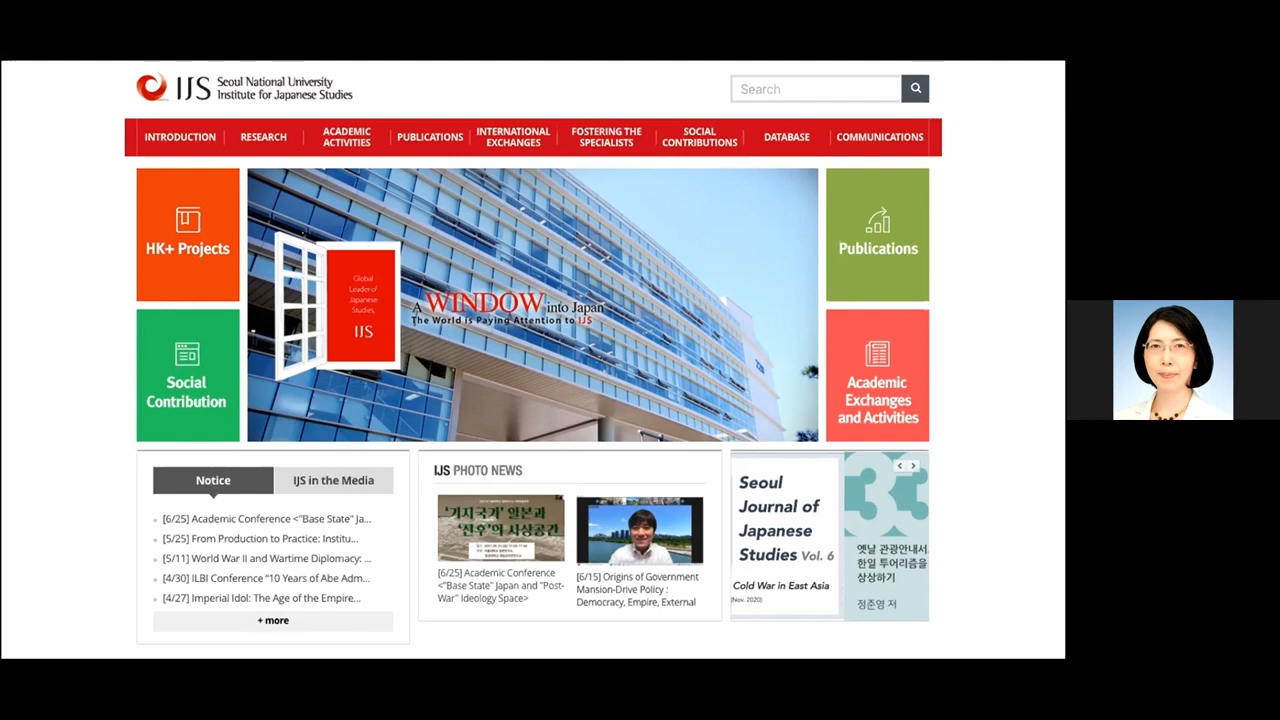 IJS Seoul National University
Institute for Japanese Studies
Search
INTRODUCTION
RESEARCH
ACADEMIC
ACTIVITIES
PUBLICATIONS
INTERNATIONAL
EXCHANGES
FOSTERING THE
SPECIALISTS
SOCIAL
CONTRIBUTIONS
DATABASE
COMMUNICATIONS
HK+ Projects
Social
Contribution
Global
Leader of
Japanese
Studies,
IJS
A WINDOW into Japan
The World is Paying Attention to IJS
Publications
Academic
Exchanges
and Activities
Notice
IJS in the Media
[6/25] Academic Conference <"Base State" Ja...
[5/25] From Production to Practice: Institu...
[5/11] World War II and Wartime Diplomacy: ...
[4/30] ILBI Conference "10 Years of Abe Adm...
[4/27] Imperial Idol: The Age of the Empire...
+ more
IJS PHOTO NEWS
'기지국가' 일본과
'전후'의 사상공간
[6/25] Academic Conference
<"Base State" Japan and "Post-
War" Ideology Space>
[6/15] Origins of Government
Mansion-Drive Policy :
Democracy, Empire, External
Seoul
Journal of
Japanese
Studies Vol. 6
Cold War in East Asia
(Nov. 2020)
33
옛날 관광안내서
한일 투어리즘을
상상하기
정준영 저